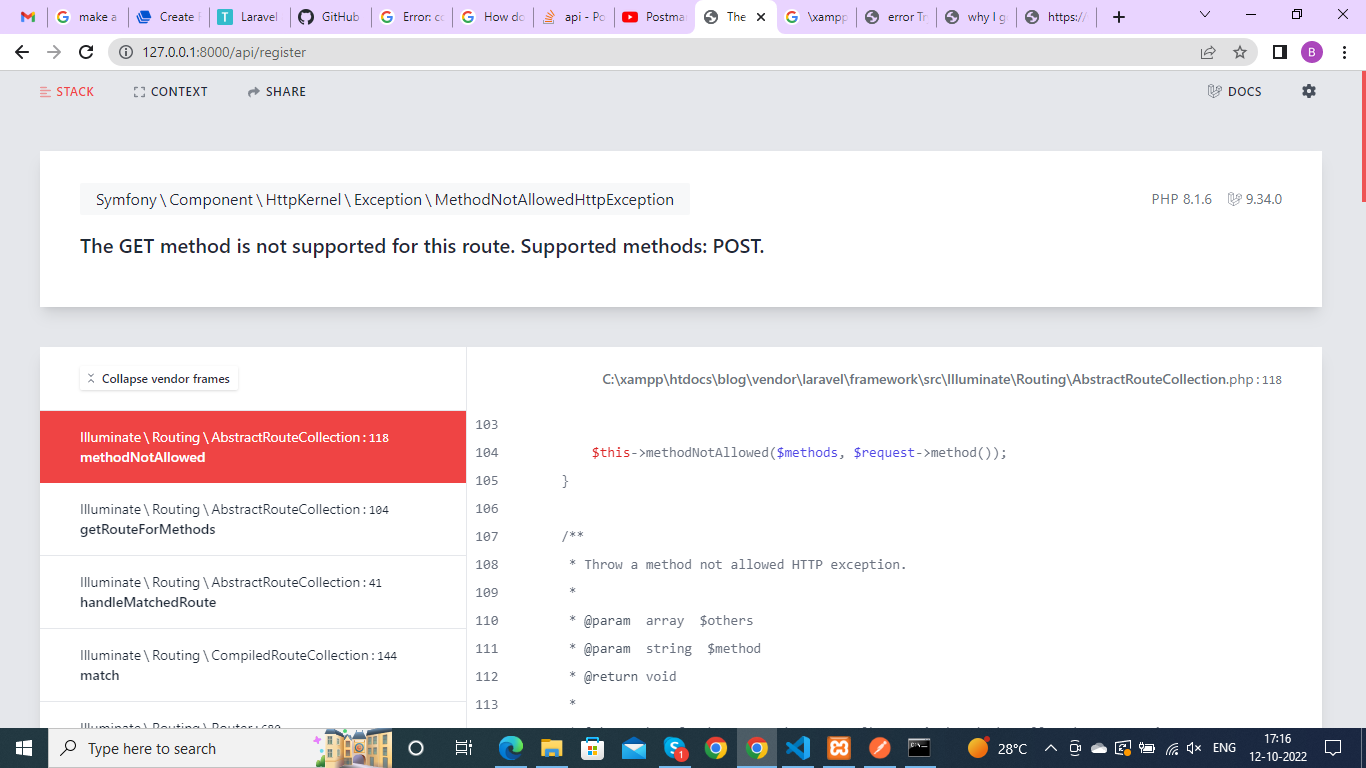 make a
Create F
Laravel
GitHub
Error: co
How do
api - Po
Postma
The
\xampp
error Tr
why I g
https://
127.0.0.1:8000/api/register
B
STACK
CONTEXT
SHARE
DOCS
Symfony \ Component \ HttpKernel \ Exception \ MethodNotAllowedHttpException
PHP 8.1.6
9.34.0
The GET method is not supported for this route. Supported methods: POST.
Collapse vendor frames
C:\xampp\htdocs\blog\vendor\laravel\framework\src\Illuminate\Routing\AbstractRouteCollection.php : 118
Illuminate \ Routing \ AbstractRouteCollection : 118
methodNotAllowed
Illuminate \ Routing \ AbstractRouteCollection : 104
getRouteForMethods
Illuminate \ Routing \ AbstractRouteCollection : 41
handleMatchedRoute
Illuminate \ Routing \ CompiledRouteCollection : 144
match
Illuminate \ Routing \ Router : 680
103
104 $this->methodNotAllowed($methods, $request->method());
105 }
106
107 /**
108 * Throw a method not allowed HTTP exception.
109 *
110 * @param array $others
111 * @param string $method
112 * @return void
113 *
Type here to search
1
28°C
ENG
17:16
12-10-2022